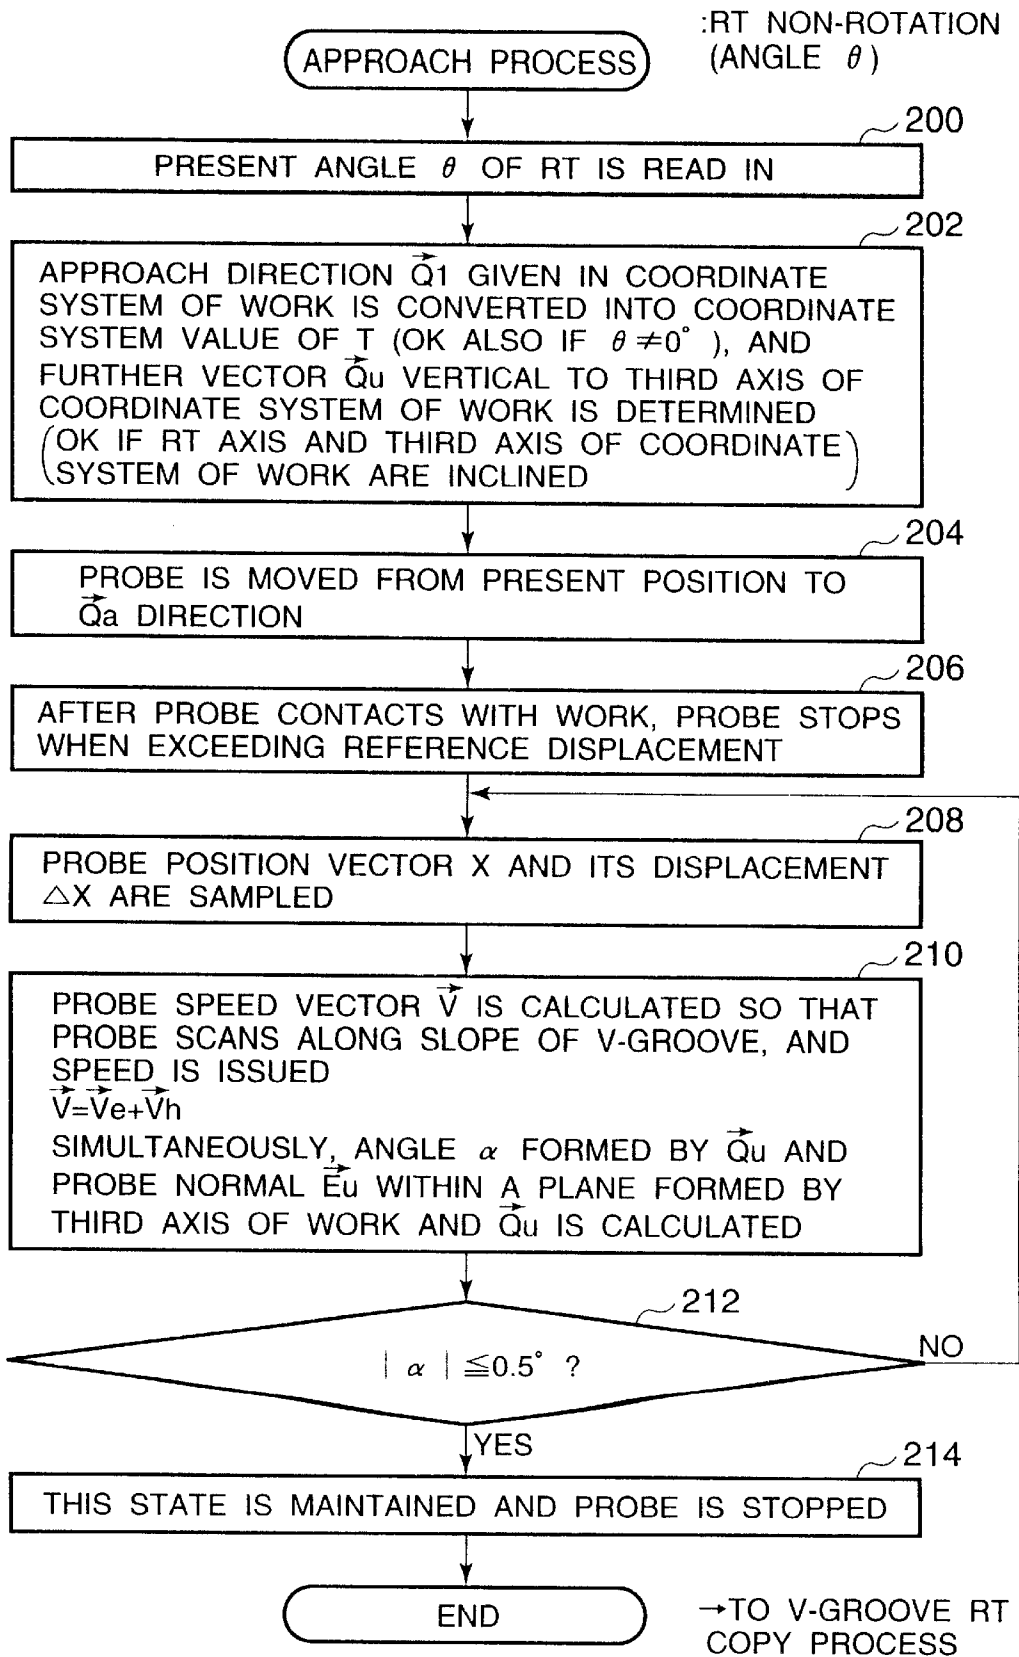 :RT NON-ROTATION
(ANGLE θ)
APPROACH PROCESS
200
PRESENT ANGLE θ OF RT IS READ IN
202
APPROACH DIRECTION Q⃗1 GIVEN IN COORDINATE
SYSTEM OF WORK IS CONVERTED INTO COORDINATE
SYSTEM VALUE OF T (OK ALSO IF θ≠0°), AND
FURTHER VECTOR Q⃗u VERTICAL TO THIRD AXIS OF
COORDINATE SYSTEM OF WORK IS DETERMINED
(OK IF RT AXIS AND THIRD AXIS OF COORDINATE
SYSTEM OF WORK ARE INCLINED)
204
PROBE IS MOVED FROM PRESENT POSITION TO
Q⃗a DIRECTION
206
AFTER PROBE CONTACTS WITH WORK, PROBE STOPS
WHEN EXCEEDING REFERENCE DISPLACEMENT
208
PROBE POSITION VECTOR X AND ITS DISPLACEMENT
△X ARE SAMPLED
210
PROBE SPEED VECTOR V⃗ IS CALCULATED SO THAT
PROBE SCANS ALONG SLOPE OF V-GROOVE, AND
SPEED IS ISSUED
V⃗=V⃗e+V⃗h
SIMULTANEOUSLY, ANGLE α FORMED BY Q⃗u AND
PROBE NORMAL E⃗u WITHIN A PLANE FORMED BY
THIRD AXIS OF WORK AND Q⃗u IS CALCULATED
212
| α | ≦0.5° ?
NO
YES
214
THIS STATE IS MAINTAINED AND PROBE IS STOPPED
END
→TO V-GROOVE RT
COPY PROCESS